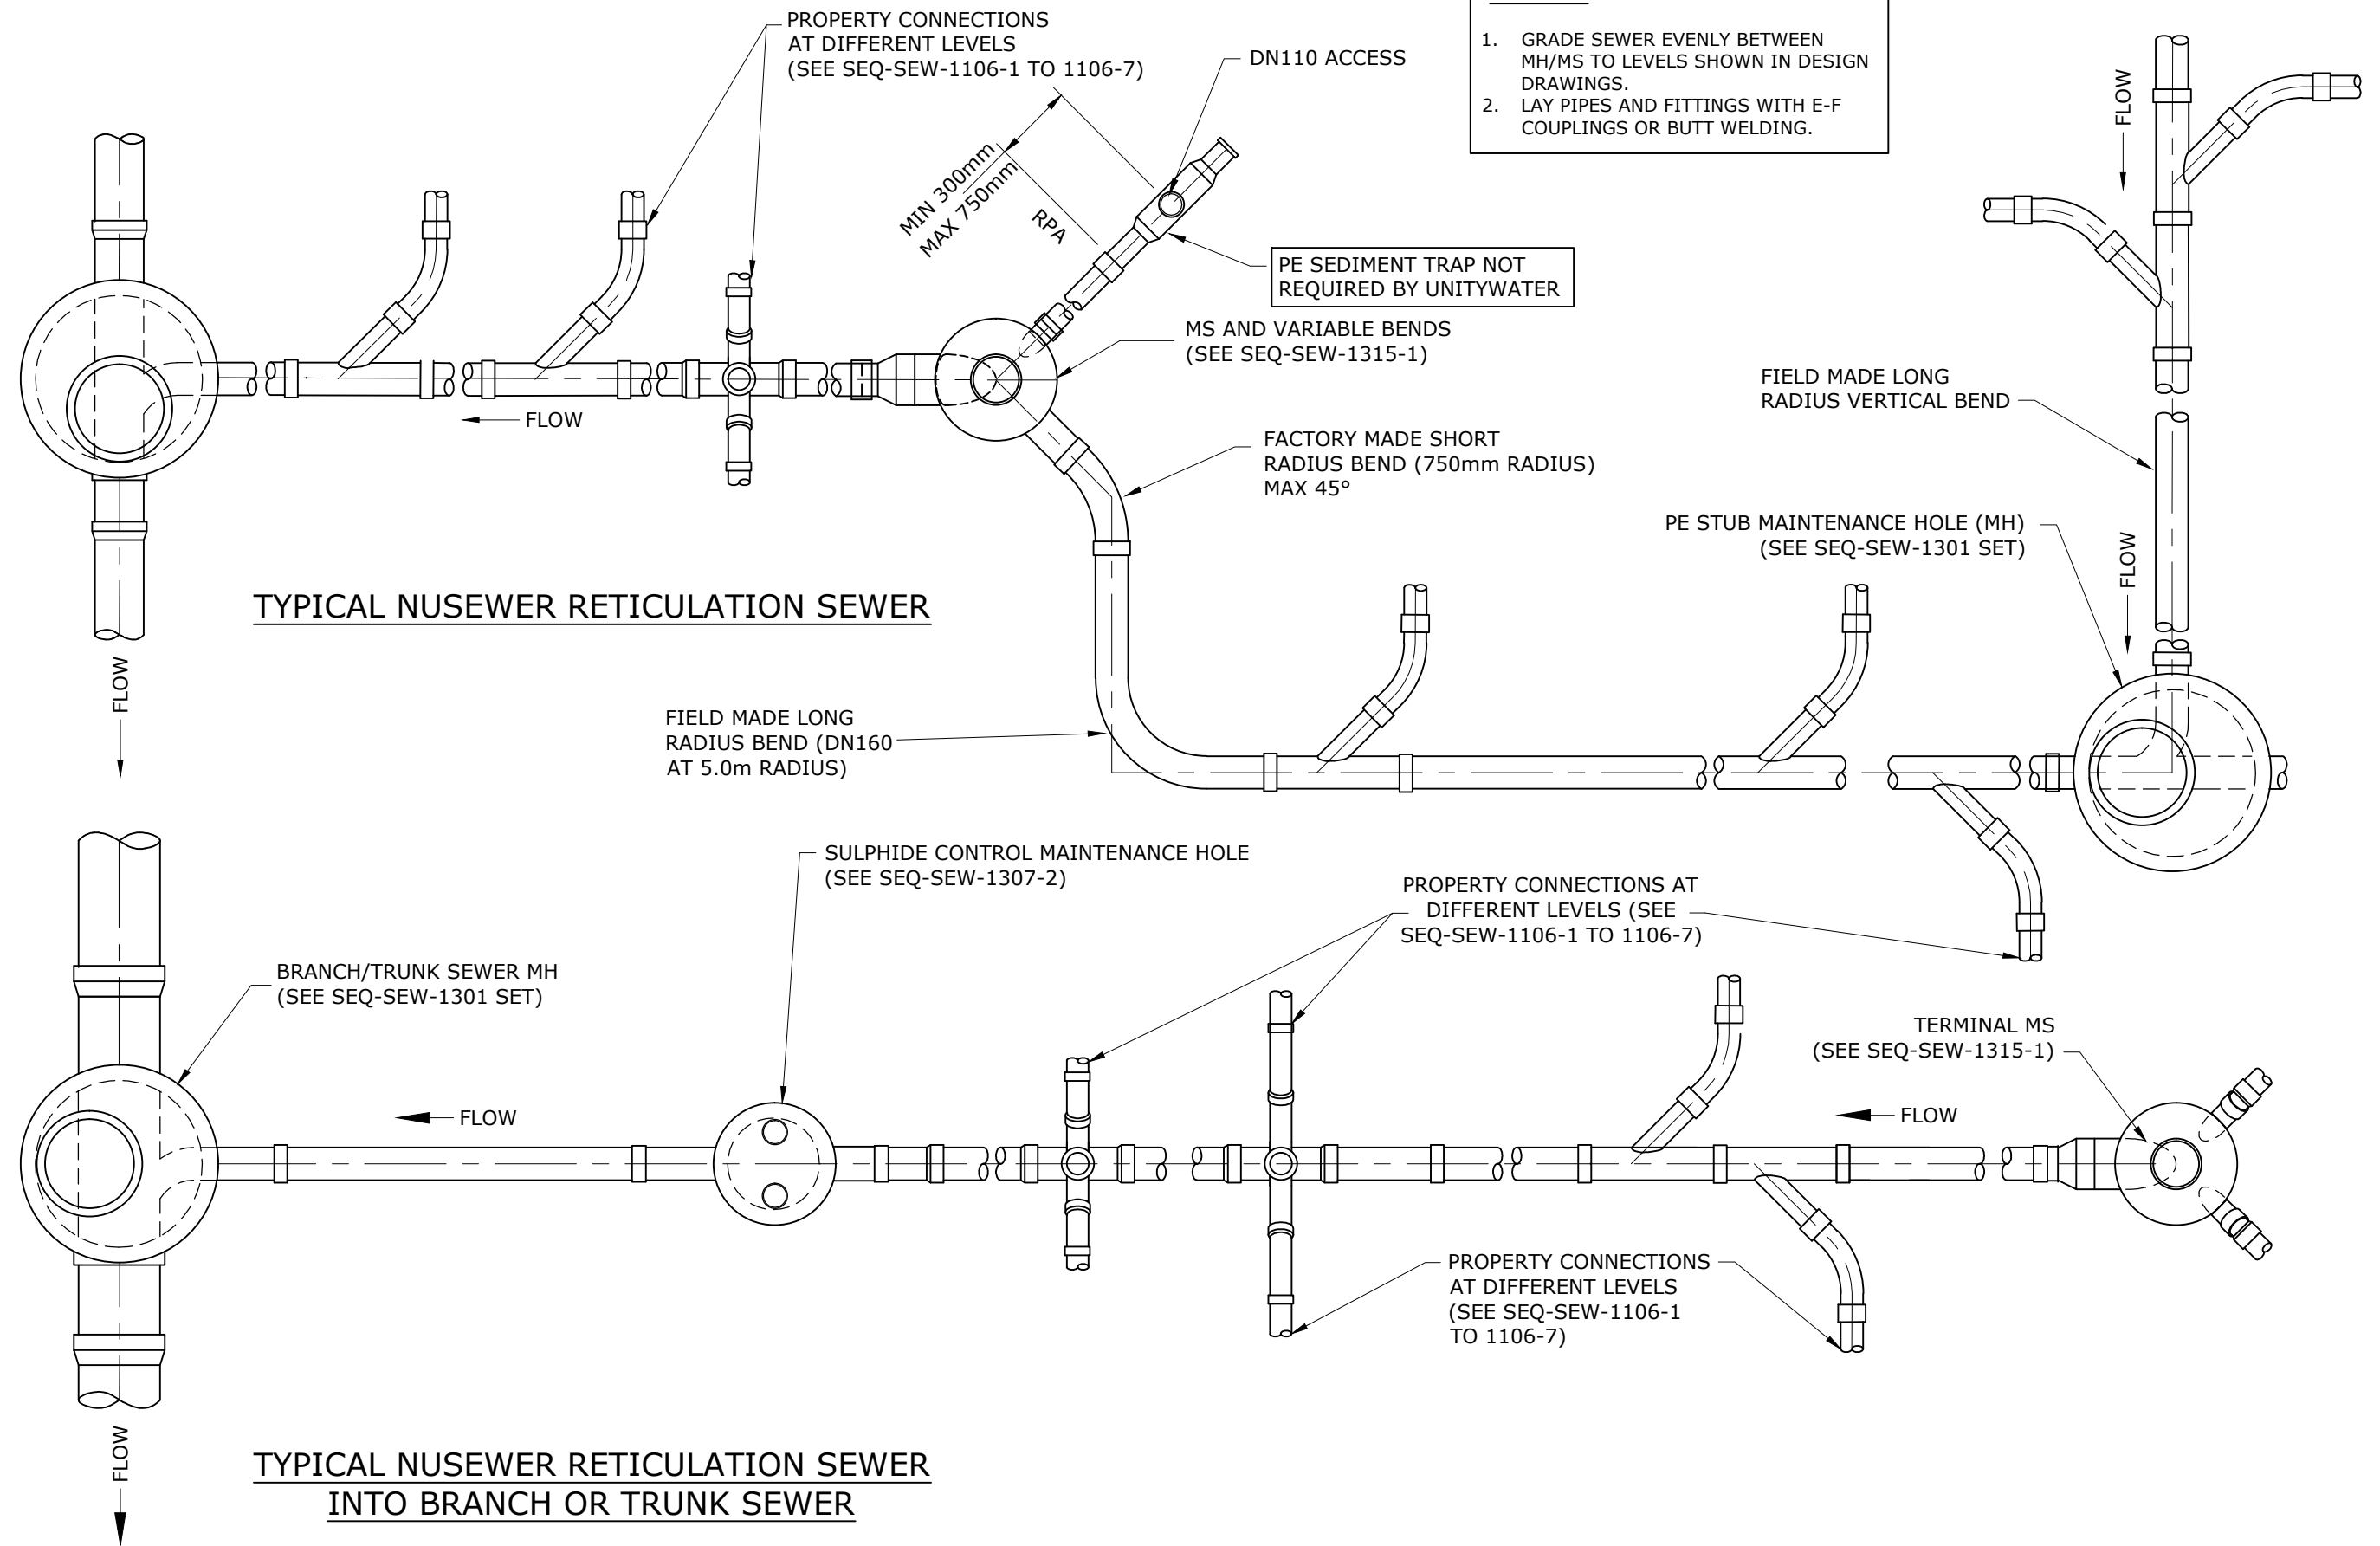 PROPERTY CONNECTIONS
AT DIFFERENT LEVELS
(SEE SEQ-SEW-1106-1 TO 1106-7)
DN110 ACCESS
1. GRADE SEWER EVENLY BETWEEN
MH/MS TO LEVELS SHOWN IN DESIGN
DRAWINGS.
2. LAY PIPES AND FITTINGS WITH E-F
COUPLINGS OR BUTT WELDING.
FLOW
MIN 300mm
MAX 750mm
RPA
PE SEDIMENT TRAP NOT
REQUIRED BY UNITYWATER
MS AND VARIABLE BENDS
(SEE SEQ-SEW-1315-1)
FIELD MADE LONG
RADIUS VERTICAL BEND
FLOW
FACTORY MADE SHORT
RADIUS BEND (750mm RADIUS)
MAX 45°
PE STUB MAINTENANCE HOLE (MH)
(SEE SEQ-SEW-1301 SET)
FLOW
TYPICAL NUSEWER RETICULATION SEWER
FLOW
FIELD MADE LONG
RADIUS BEND (DN160
AT 5.0m RADIUS)
SULPHIDE CONTROL MAINTENANCE HOLE
(SEE SEQ-SEW-1307-2)
PROPERTY CONNECTIONS AT
DIFFERENT LEVELS (SEE
SEQ-SEW-1106-1 TO 1106-7)
BRANCH/TRUNK SEWER MH
(SEE SEQ-SEW-1301 SET)
TERMINAL MS
(SEE SEQ-SEW-1315-1)
FLOW
FLOW
PROPERTY CONNECTIONS
AT DIFFERENT LEVELS
(SEE SEQ-SEW-1106-1
TO 1106-7)
FLOW
TYPICAL NUSEWER RETICULATION SEWER
INTO BRANCH OR TRUNK SEWER